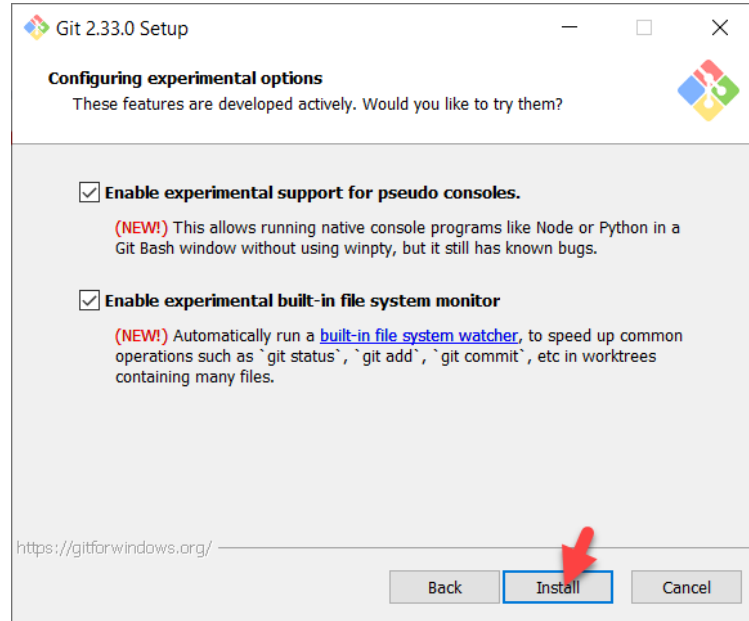 Git 2.33.0 Setup
Configuring experimental options
These features are developed actively. Would you like to try them?
Enable experimental support for pseudo consoles.
(NEW!) This allows running native console programs like Node or Python in a
Git Bash window without using winpty, but it still has known bugs.
Enable experimental built-in file system monitor
(NEW!) Automatically run a built-in file system watcher, to speed up common
operations such as `git status`, `git add`, `git commit`, etc in worktrees
containing many files.
https://gitforwindows.org/
Back Install Cancel